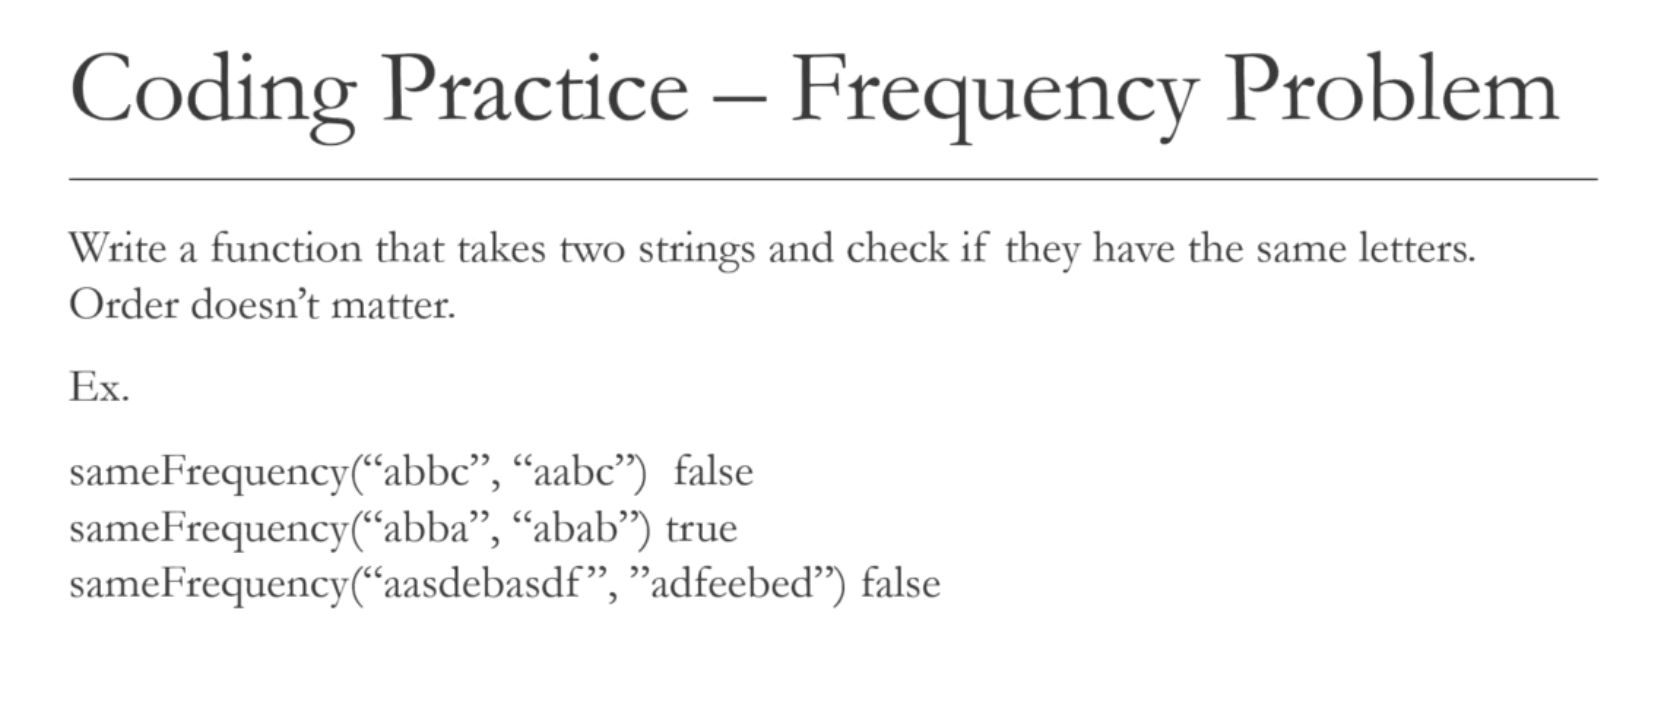 Coding Practice – Frequency Problem
Write a function that takes two strings and check if they have the same letters.
Order doesn’t matter.
Ex.
sameFrequency(“abbc”, “aabc”)  false
sameFrequency(“abba”, “abab”) true
sameFrequency(“aasdebasdf”, ”adfeebed”) false